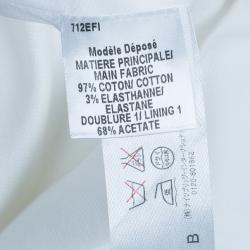 712EFI
Modèle Déposé
MATIERE PRINCIPALE/
MAIN FABRIC
97% COTON/ COTTON
3% ELASTHANNE/
ELASTANE
DOUBLURE 1/ LINING 1
68% ACETATE
B